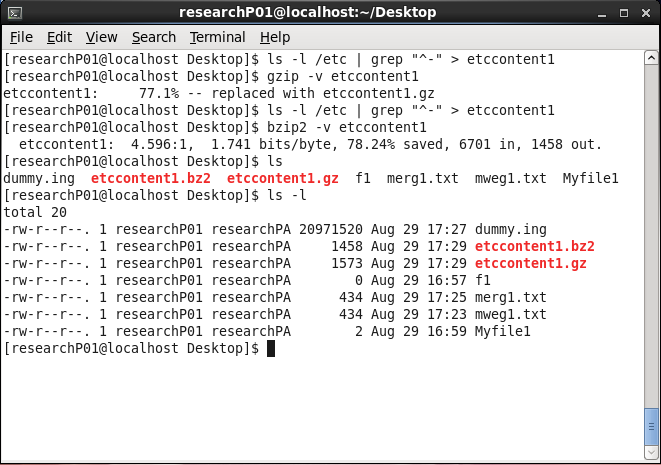 researchP01@localhost:~/Desktop
File Edit View Search Terminal Help
[researchP01@localhost Desktop]$ ls -l /etc | grep "^-" > etccontent1
[researchP01@localhost Desktop]$ gzip -v etccontent1
etccontent1:     77.1% -- replaced with etccontent1.gz
[researchP01@localhost Desktop]$ ls -l /etc | grep "^-" > etccontent1
[researchP01@localhost Desktop]$ bzip2 -v etccontent1
  etccontent1:  4.596:1,  1.741 bits/byte, 78.24% saved, 6701 in, 1458 out.
[researchP01@localhost Desktop]$ ls
dummy.ing  etccontent1.bz2  etccontent1.gz  f1  merg1.txt  mweg1.txt  Myfile1
[researchP01@localhost Desktop]$ ls -l
total 20
-rw-r--r--. 1 researchP01 researchPA 20971520 Aug 29 17:27 dummy.ing
-rw-r--r--. 1 researchP01 researchPA     1458 Aug 29 17:29 etccontent1.bz2
-rw-r--r--. 1 researchP01 researchPA     1573 Aug 29 17:29 etccontent1.gz
-rw-r--r--. 1 researchP01 researchPA        0 Aug 29 16:57 f1
-rw-r--r--. 1 researchP01 researchPA      434 Aug 29 17:25 merg1.txt
-rw-r--r--. 1 researchP01 researchPA      434 Aug 29 17:23 mweg1.txt
-rw-r--r--. 1 researchP01 researchPA        2 Aug 29 16:59 Myfile1
[researchP01@localhost Desktop]$